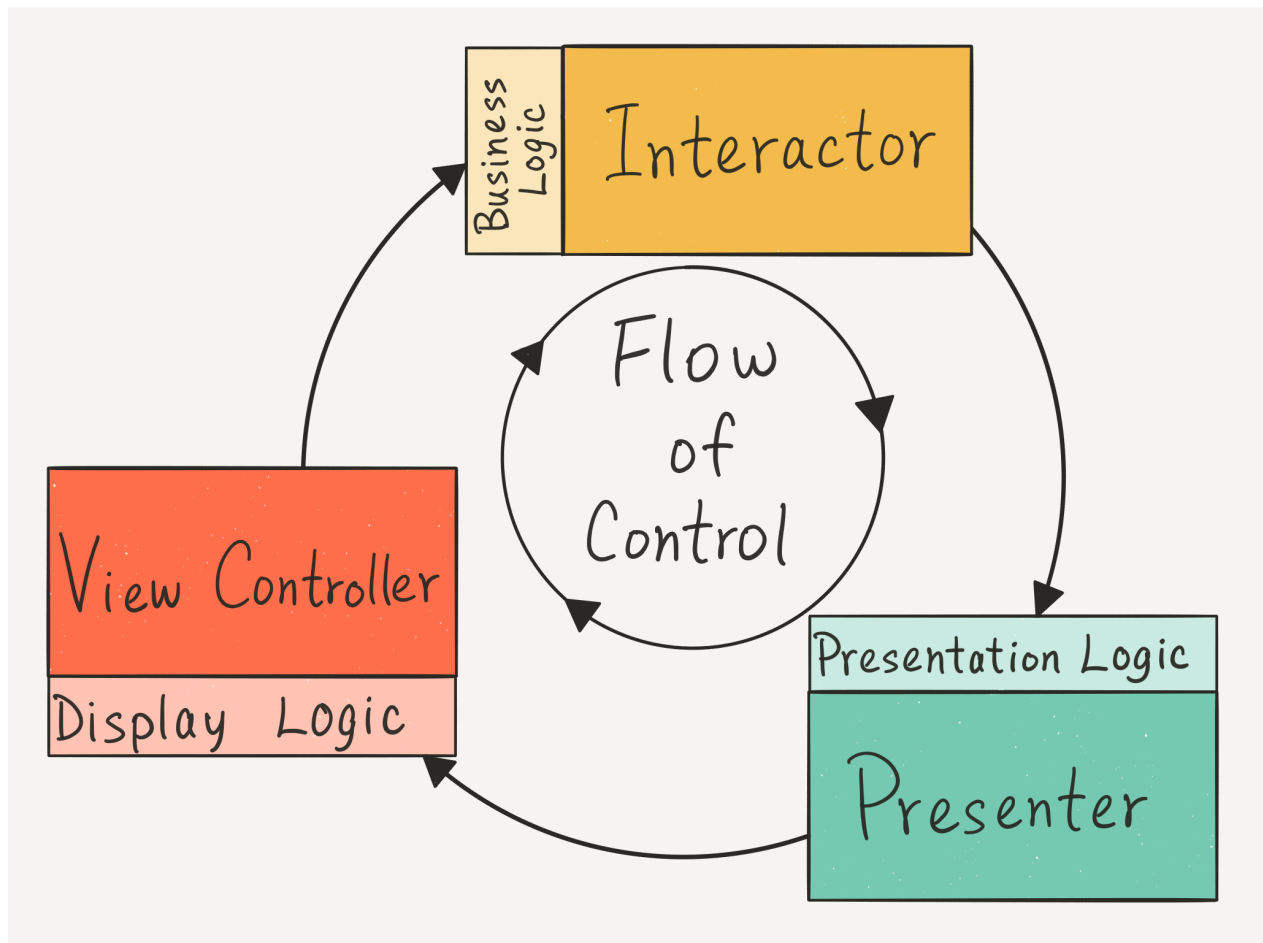 Business
Logic
Interactor
Flow
of
Control
View Controller
Display Logic
Presentation Logic
Presenter